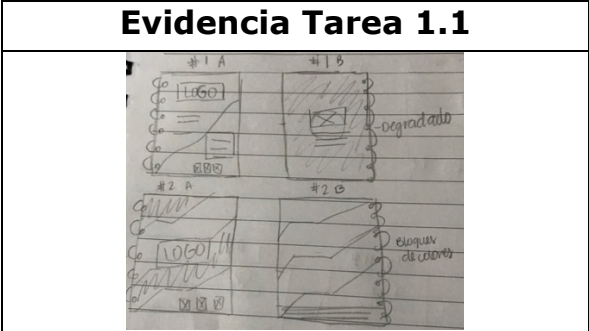 Evidencia Tarea 1.1
#1 A
#1 B
LOGO
-Degradado
#2 A
#2 B
LOGO
Bloques
de colores